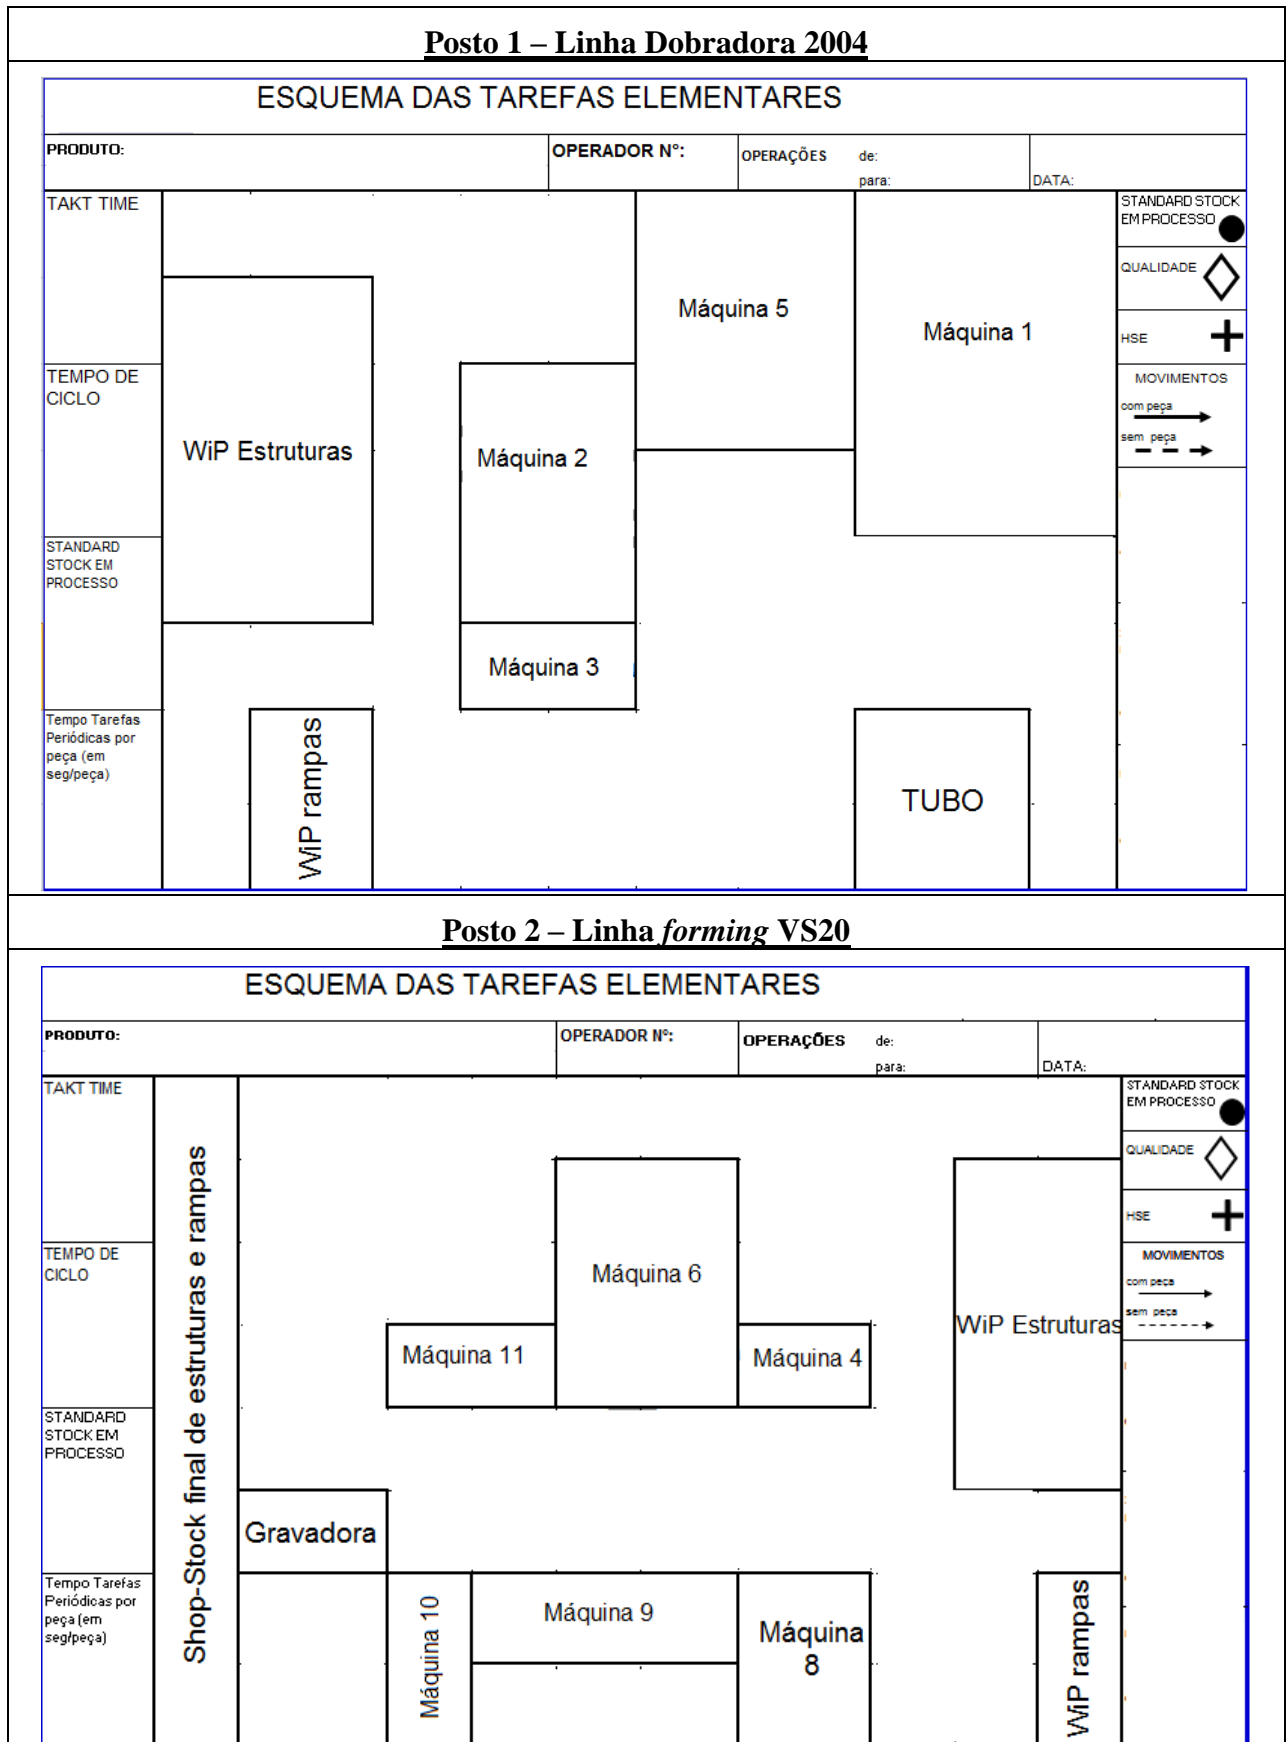 Posto 1 – Linha Dobradora 2004
ESQUEMA DAS TAREFAS ELEMENTARES
PRODUTO:
OPERADOR Nº:
OPERAÇÕES
de:
para:
DATA:
TAKT TIME
TEMPO DE
CICLO
STANDARD
STOCK EM
PROCESSO
Tempo Tarefas
Periódicas por
peça (em
seg/peça)
WiP Estruturas
WiP rampas
Máquina 2
Máquina 3
Máquina 5
Máquina 1
TUBO
STANDARD STOCK
EM PROCESSO
QUALIDADE
HSE
MOVIMENTOS
com peça
sem peça
Posto 2 – Linha forming VS20
ESQUEMA DAS TAREFAS ELEMENTARES
PRODUTO:
OPERADOR Nº:
OPERAÇÕES
de:
para:
DATA:
TAKT TIME
TEMPO DE
CICLO
STANDARD
STOCK EM
PROCESSO
Tempo Tarefas
Periódicas por
peça (em
seg/peça)
Shop-Stock final de estruturas e rampas
Máquina 6
Máquina 11
Máquina 4
WiP Estruturas
Gravadora
Máquina 10
Máquina 9
Máquina
8
WiP rampas
STANDARD STOCK
EM PROCESSO
QUALIDADE
HSE
MOVIMENTOS
com peça
sem peça